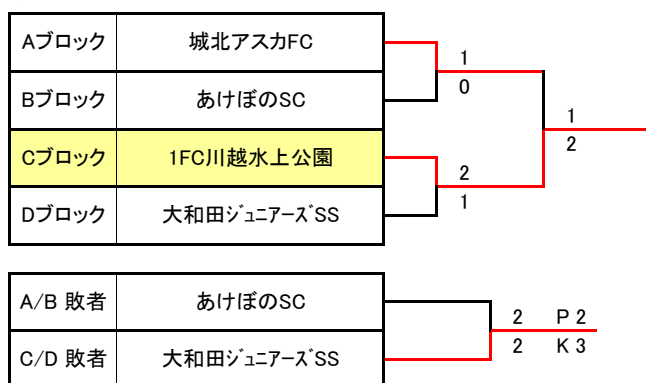 Aブロック 城北アスカFC
1
0
Bブロック あけぼのSC
1
2
Cブロック 1FC川越水上公園
2
1
Dブロック 大和田ｼﾞｭﾆｱｰｽﾞSS
A/B 敗者 あけぼのSC
2 P 2
2 K 3
C/D 敗者 大和田ｼﾞｭﾆｱｰｽﾞSS